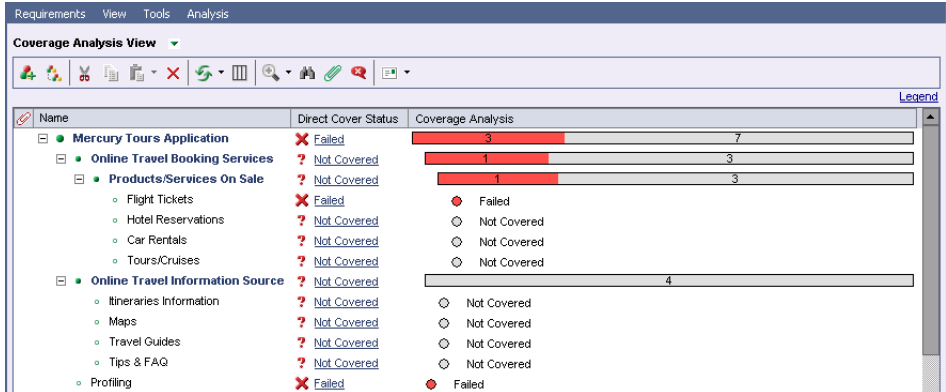 Requirements View Tools Analysis
Coverage Analysis View
Legend
Name Direct Cover Status Coverage Analysis
Mercury Tours Application Failed 3 7
Online Travel Booking Services ? Not Covered 1 3
Products/Services On Sale ? Not Covered 1 3
Flight Tickets Failed Failed
Hotel Reservations ? Not Covered Not Covered
Car Rentals ? Not Covered Not Covered
Tours/Cruises ? Not Covered Not Covered
Online Travel Information Source ? Not Covered 4
Itineraries Information ? Not Covered Not Covered
Maps ? Not Covered Not Covered
Travel Guides ? Not Covered Not Covered
Tips & FAQ ? Not Covered Not Covered
Profiling Failed Failed